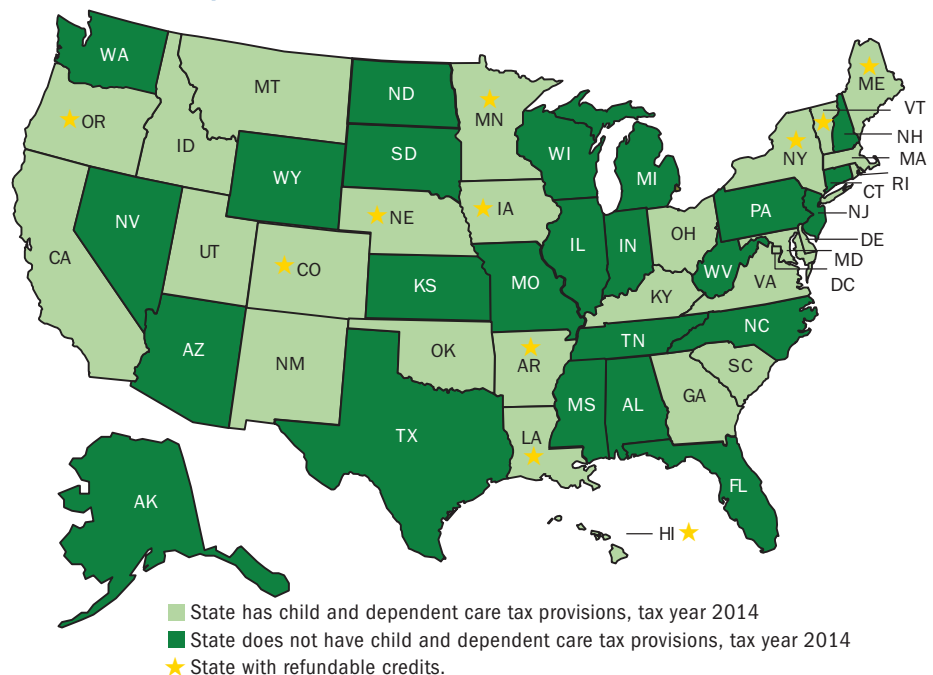 WA
MT
ND
MN
ME
VT
OR
ID
SD
WI
NH
NY
MA
WY
MI
RI
CT
IA
PA
NJ
NE
NV
OH
DE
IL
IN
UT
MD
CA
CO
WV
VA
DC
KS
MO
KY
NC
TN
AZ
OK
NM
AR
SC
GA
MS
AL
TX
LA
FL
AK
HI
State has child and dependent care tax provisions, tax year 2014
State does not have child and dependent care tax provisions, tax year 2014
State with refundable credits.